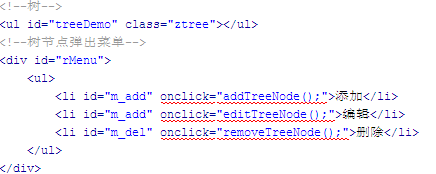 <!--树-->
<ul id="treeDemo" class="ztree"></ul>
<!--树节点弹出菜单-->
<div id="rMenu">
    <ul>
        <li id="m_add" onclick="addTreeNode();">添加</li>
        <li id="m_add" onclick="editTreeNode();">编辑</li>
        <li id="m_del" onclick="removeTreeNode();">删除</li>
    </ul>
</div>